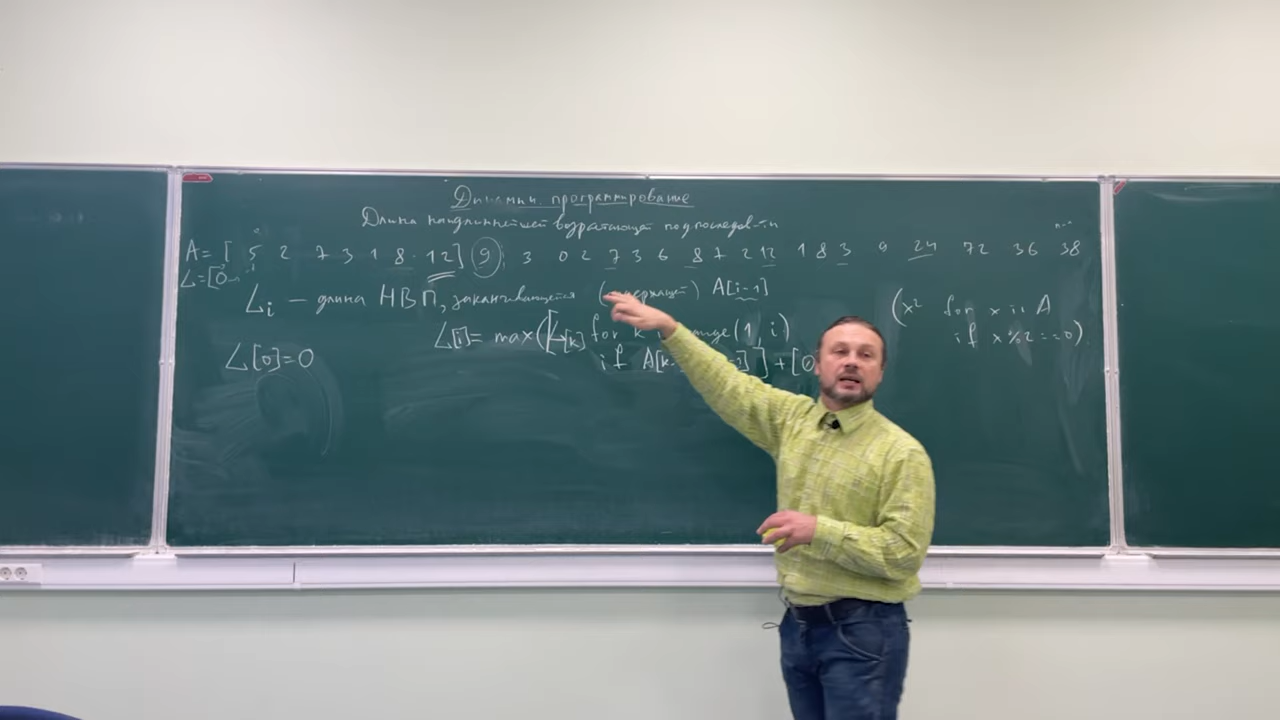 Динамич. программирование
Длина наидлиннейшей возрастающ подпоследов-ти
A = [ 5 2 7 3 1 8 12 ] 9, 3 0 2 7 3 6 8 7 2 12 1 8 3 9 24 72 36 38
L = [0
L i – длина НВП, заканчивающейся A[i-1]
L[i] = max([L[k] for k (1, i)
if A[k ] + [0
L[0] = 0
(x² for x in A
if x%2 == 0)